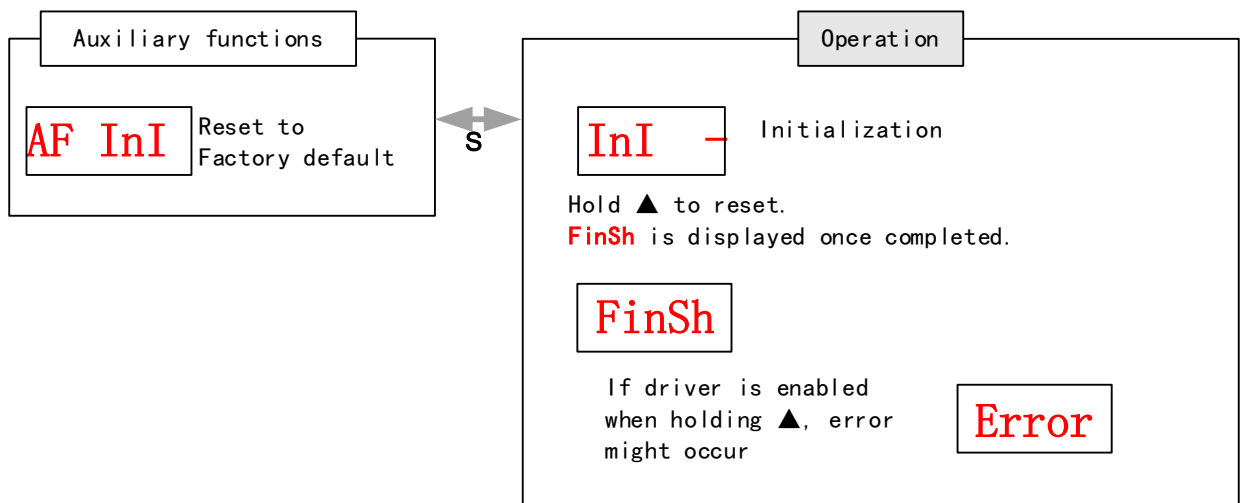 Auxiliary functions
AF InI
Reset to
Factory default
S
Operation
InI -
Initialization
Hold ▲ to reset.
FinSh is displayed once completed.
FinSh
If driver is enabled
when holding ▲, error
might occur
Error